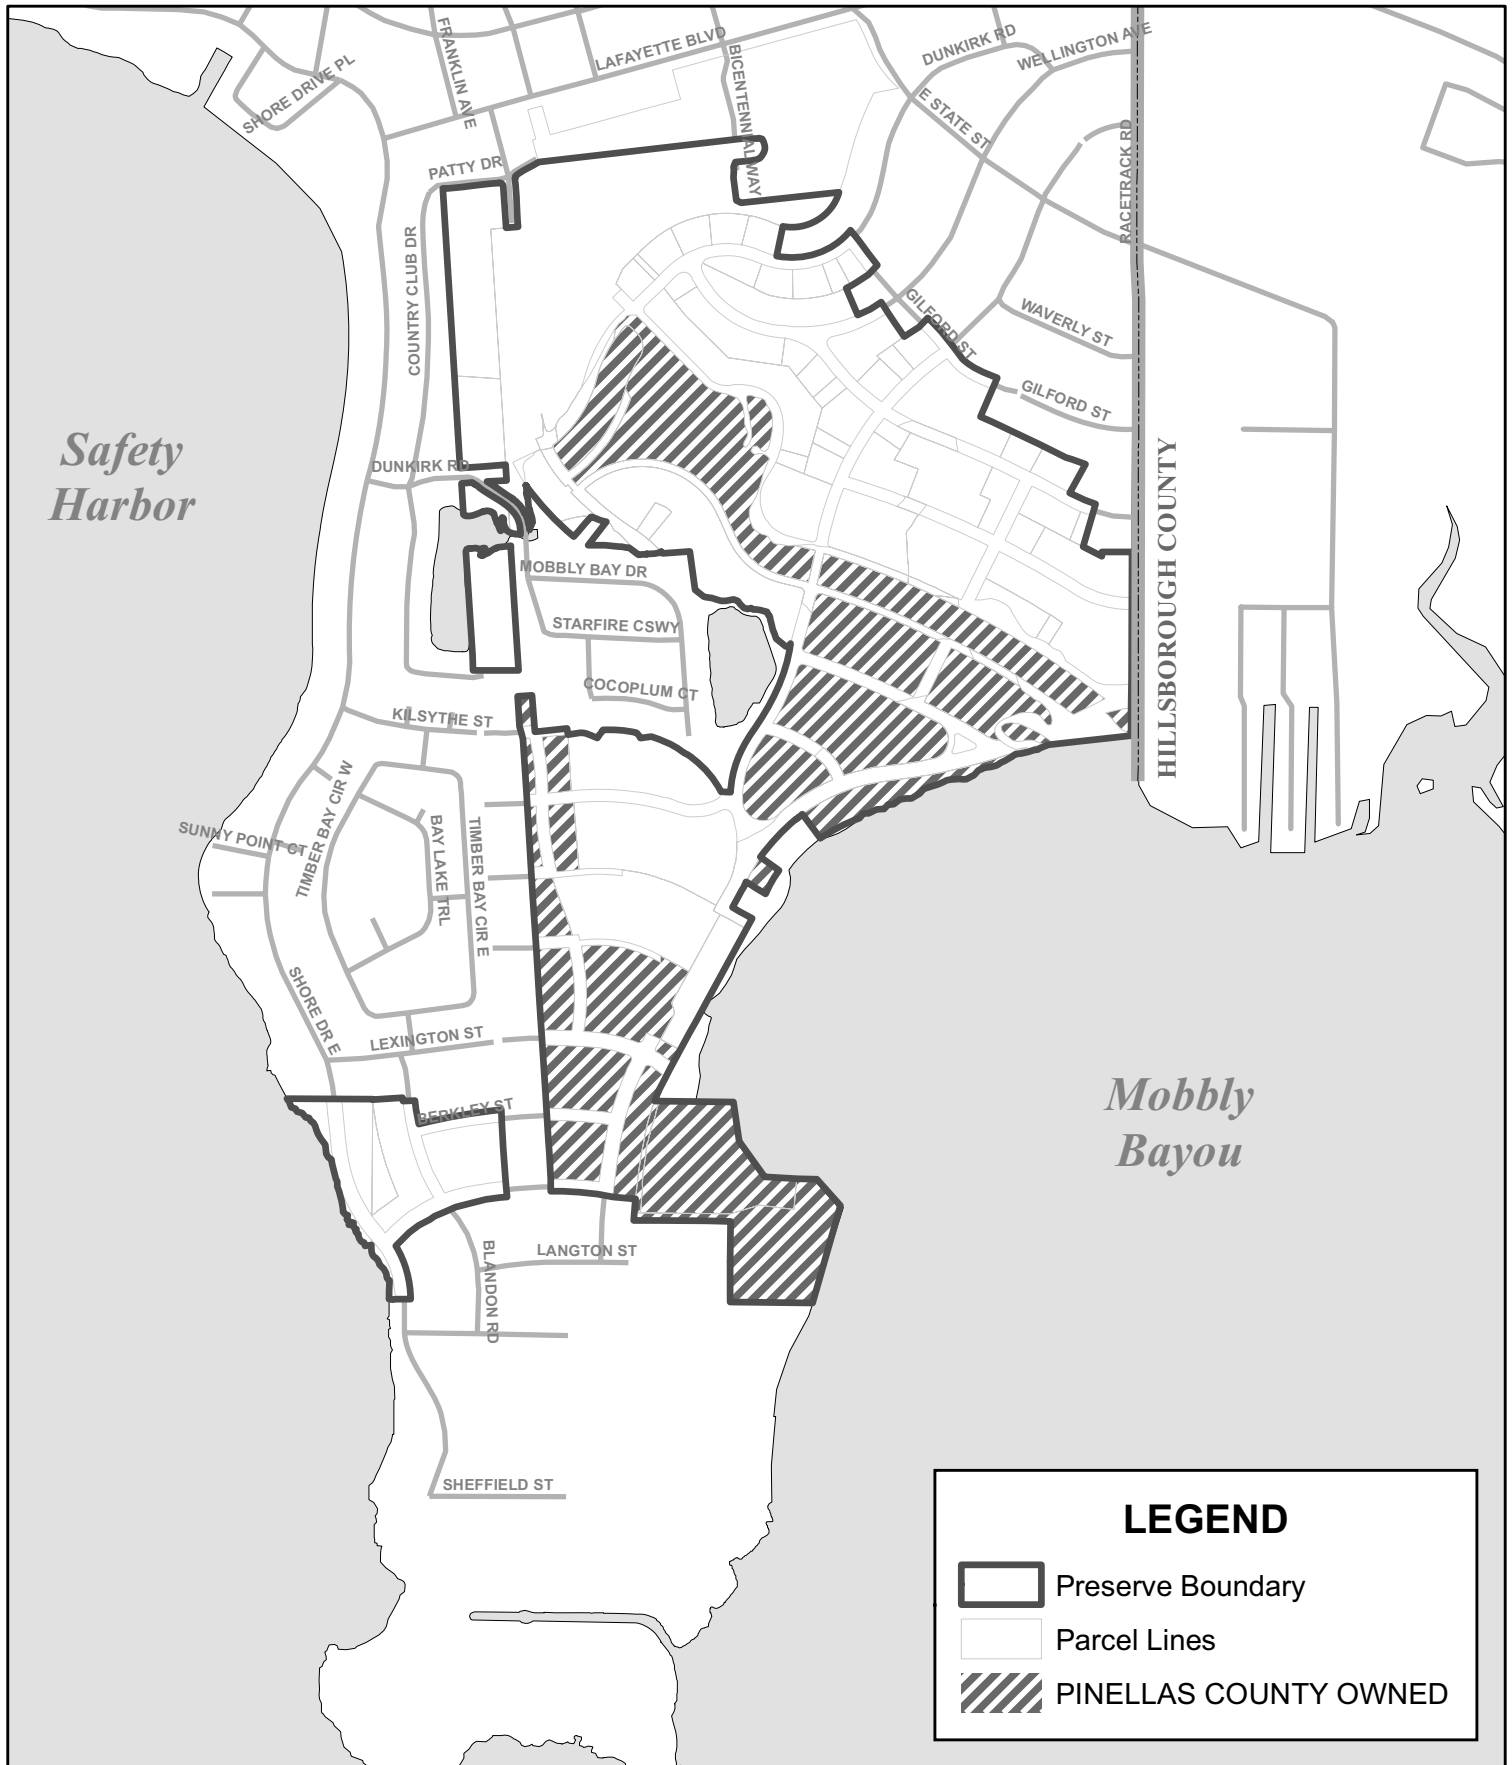 FRANKLIN AVE
LAFAYETTE BLVD
BICENTENNIAL WAY
DUNKIRK RD
WELLINGTON AVE
SHORE DRIVE PL
E STATE ST
RACETRACK RD
PATTY DR
COUNTRY CLUB DR
GILFORD ST
WAVERLY ST
GILFORD ST
Safety
Harbor
DUNKIRK RD
HILLSBOROUGH COUNTY
MOBBLY BAY DR
STARFIRE CSWY
COCOPLUM CT
KILSYTHE ST
TIMBER BAY CIR W
SUNNY POINT CT
BAY LAKE TRL
TIMBER BAY CIR E
SHORE DR E
LEXINGTON ST
BERKLEY ST
Mobbly
Bayou
BLANDON RD
LANGTON ST
SHEFFIELD ST
LEGEND
Preserve Boundary
Parcel Lines
PINELLAS COUNTY OWNED